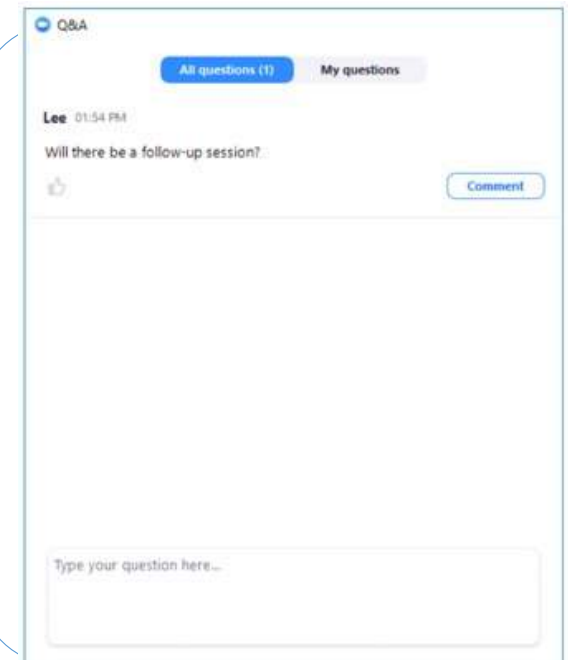 Q&A
All questions (1) My questions
Lee 01:54 PM
Will there be a follow-up session?
Comment
Type your question here...